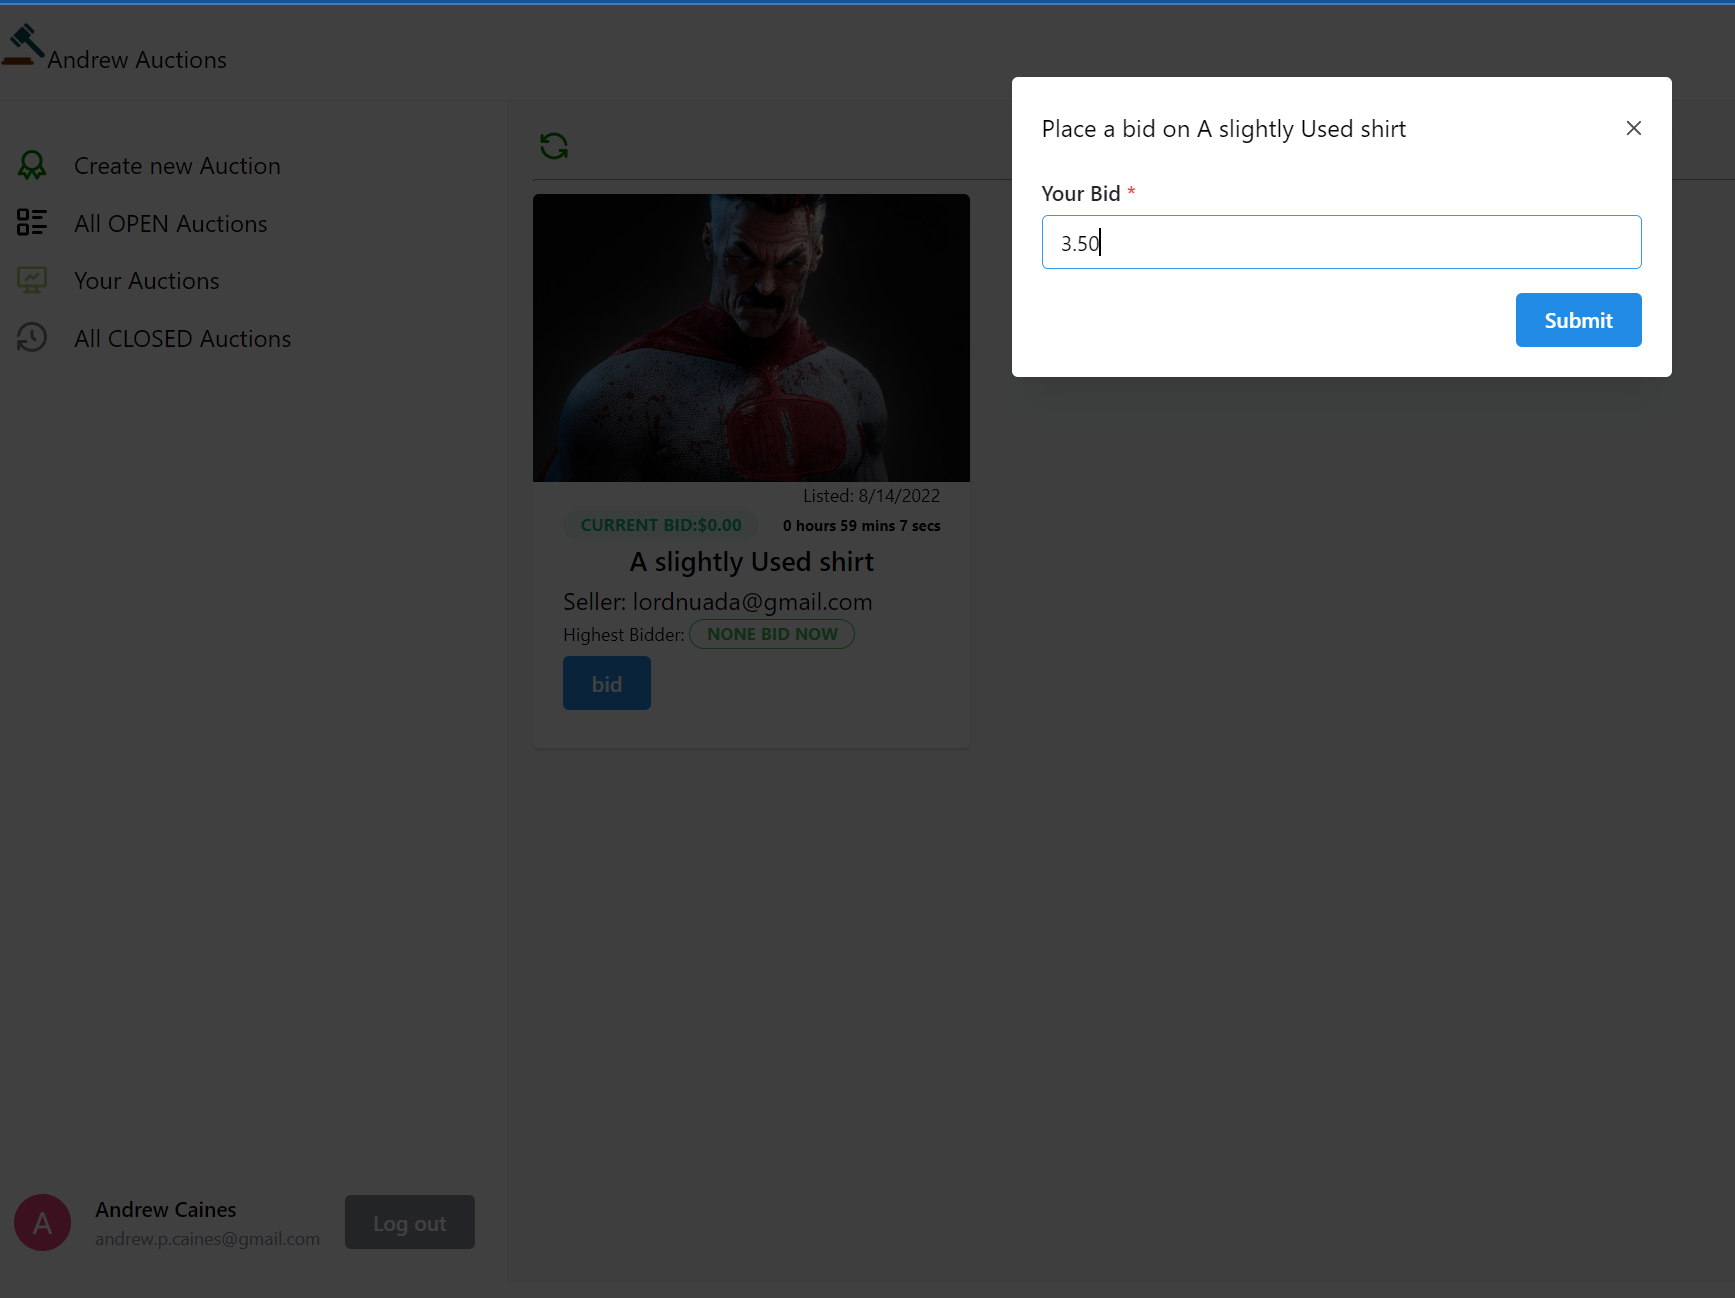 Andrew Auctions
Create new Auction
All OPEN Auctions
Your Auctions
All CLOSED Auctions
Place a bid on A slightly Used shirt
Your Bid *
3.50
Submit
Listed: 8/14/2022
CURRENT BID:$0.00
0 hours 59 mins 7 secs
A slightly Used shirt
Seller: lordnuada@gmail.com
Highest Bidder: NONE BID NOW
bid
A
Andrew Caines
andrew.p.caines@gmail.com
Log out